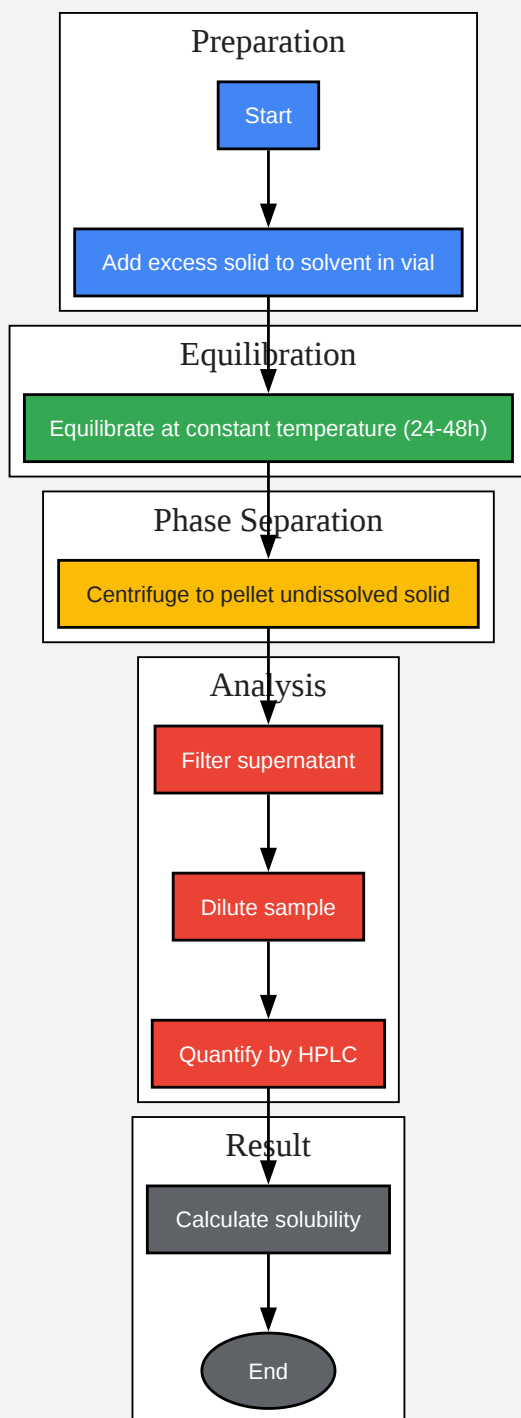 Preparation
Start
Add excess solid to solvent in vial
Equilibration
Equilibrate at constant temperature (24-48h)
Phase Separation
Centrifuge to pellet undissolved solid
Analysis
Filter supernatant
Dilute sample
Quantify by HPLC
Result
Calculate solubility
End